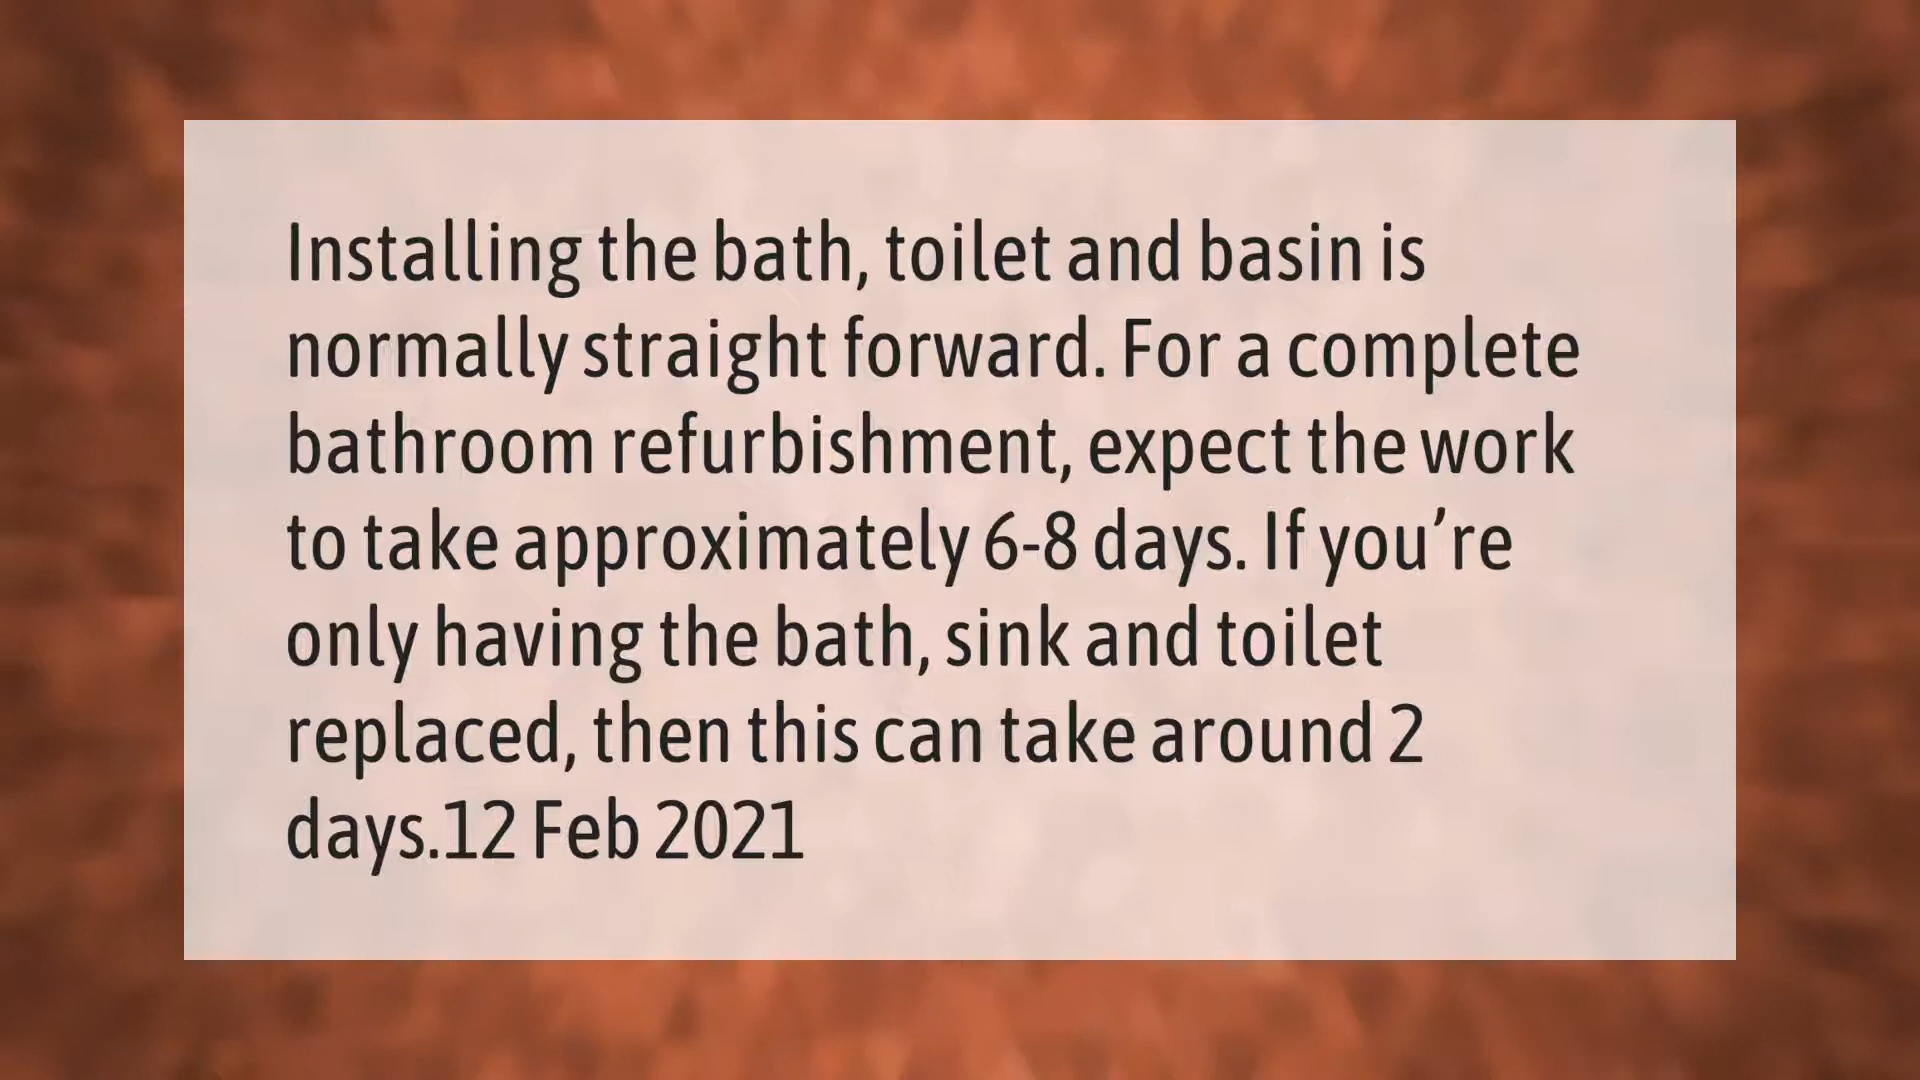 Installing the bath, toilet and basin is
normally straight forward. For a complete
bathroom refurbishment, expect the work
to take approximately 6-8 days. If you’re
only having the bath, sink and toilet
replaced, then this can take around 2
days.12 Feb 2021